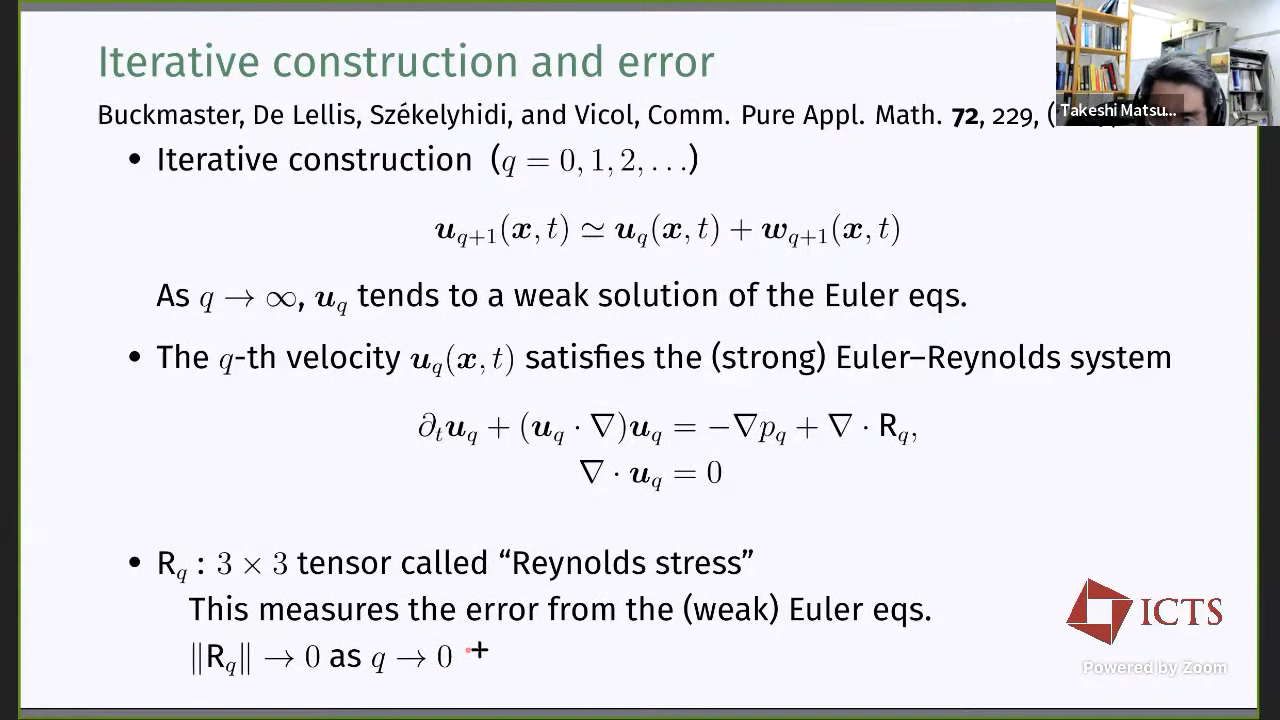 Iterative construction and error
Buckmaster, De Lellis, Székelyhidi, and Vicol, Comm. Pure Appl. Math. 72, 229, (
Takeshi Matsu...
• Iterative construction (q = 0, 1, 2, . . .)
u_{q+1}(x, t) ≃ u_q(x, t) + w_{q+1}(x, t)
As q → ∞, u_q tends to a weak solution of the Euler eqs.
• The q-th velocity u_q(x, t) satisfies the (strong) Euler–Reynolds system
∂_t u_q + (u_q · ∇)u_q = −∇p_q + ∇ · R_q,
∇ · u_q = 0
• R_q : 3 × 3 tensor called “Reynolds stress”
This measures the error from the (weak) Euler eqs.
‖R_q‖ → 0 as q → 0
ICTS
Powered by Zoom